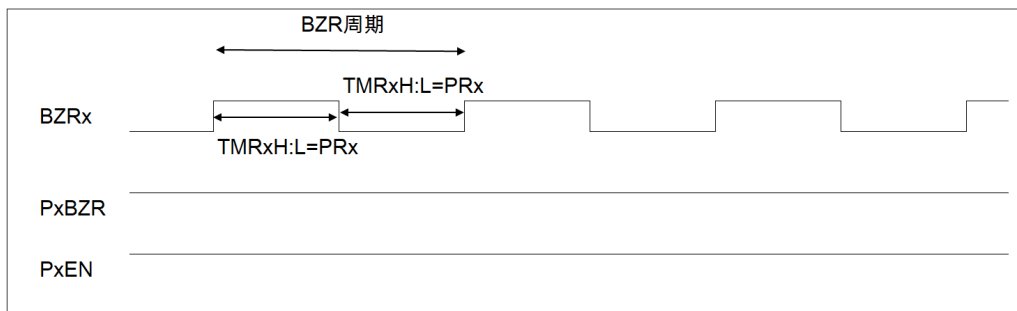 BZR周期
TMRxH:L=PRx
BZRx
TMRxH:L=PRx
PxBZR
PxEN